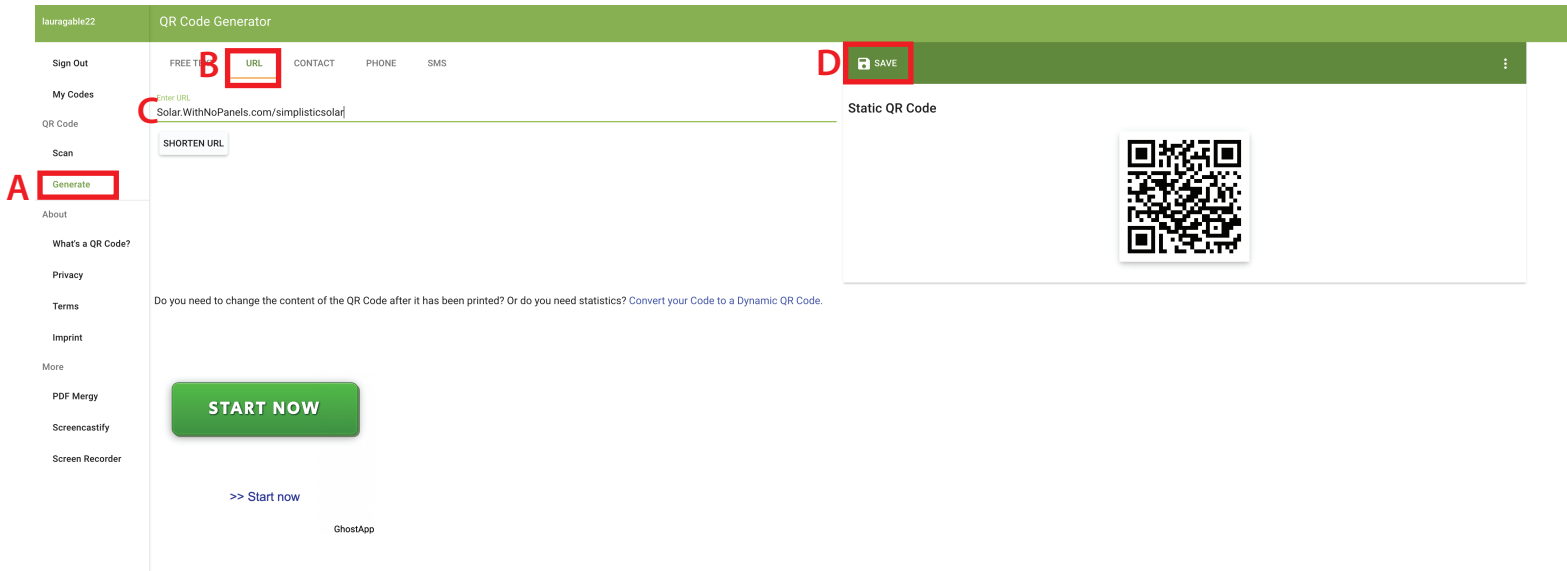 lauragable22
QR Code Generator
Sign Out
My Codes
QR Code
Scan
A
Generate
About
What's a QR Code?
Privacy
Terms
Imprint
More
PDF Mergy
Screencastify
Screen Recorder
B
FREE TE
URL
CONTACT
PHONE
SMS
C
Enter URL
Solar.WithNoPanels.com/simplisticsolar
SHORTEN URL
Do you need to change the content of the QR Code after it has been printed? Or do you need statistics? Convert your Code to a Dynamic QR Code.
START NOW
>> Start now
GhostApp
D
SAVE
Static QR Code